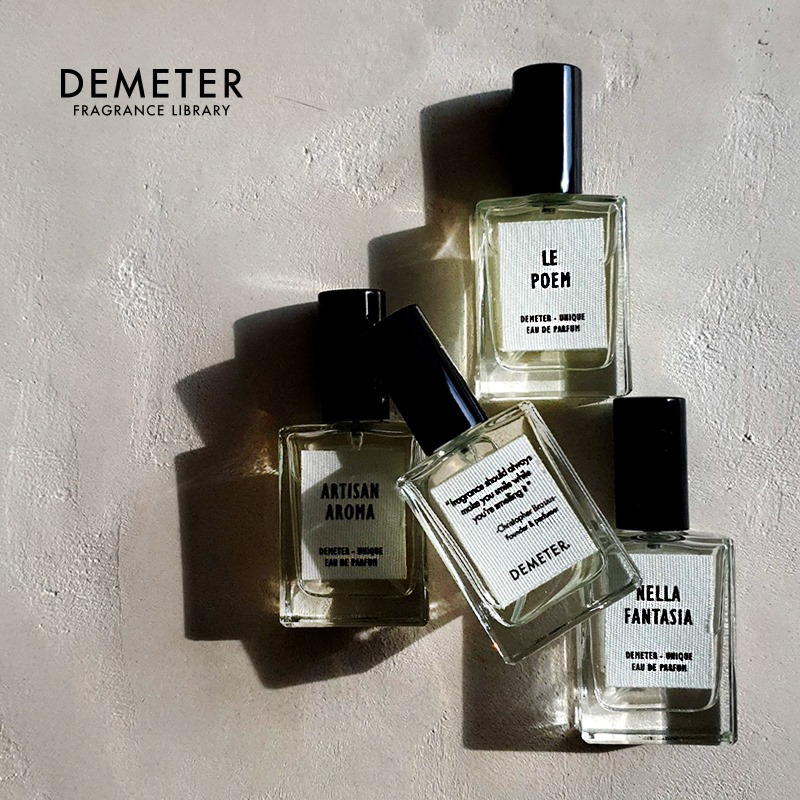 DEMETER
FRAGRANCE LIBRARY
LE
POEM
DEMETER - UNIQUE
EAU DE PARFUM
ARTISAN
AROMA
DEMETER - UNIQUE
EAU DE PARFUM
"fragrance should always
make you smile while
you're smelling it"
-Christopher Brosius-
Founder & perfumer
DEMETER.
NELLA
FANTASIA
DEMETER - UNIQUE
EAU DE PARFUM